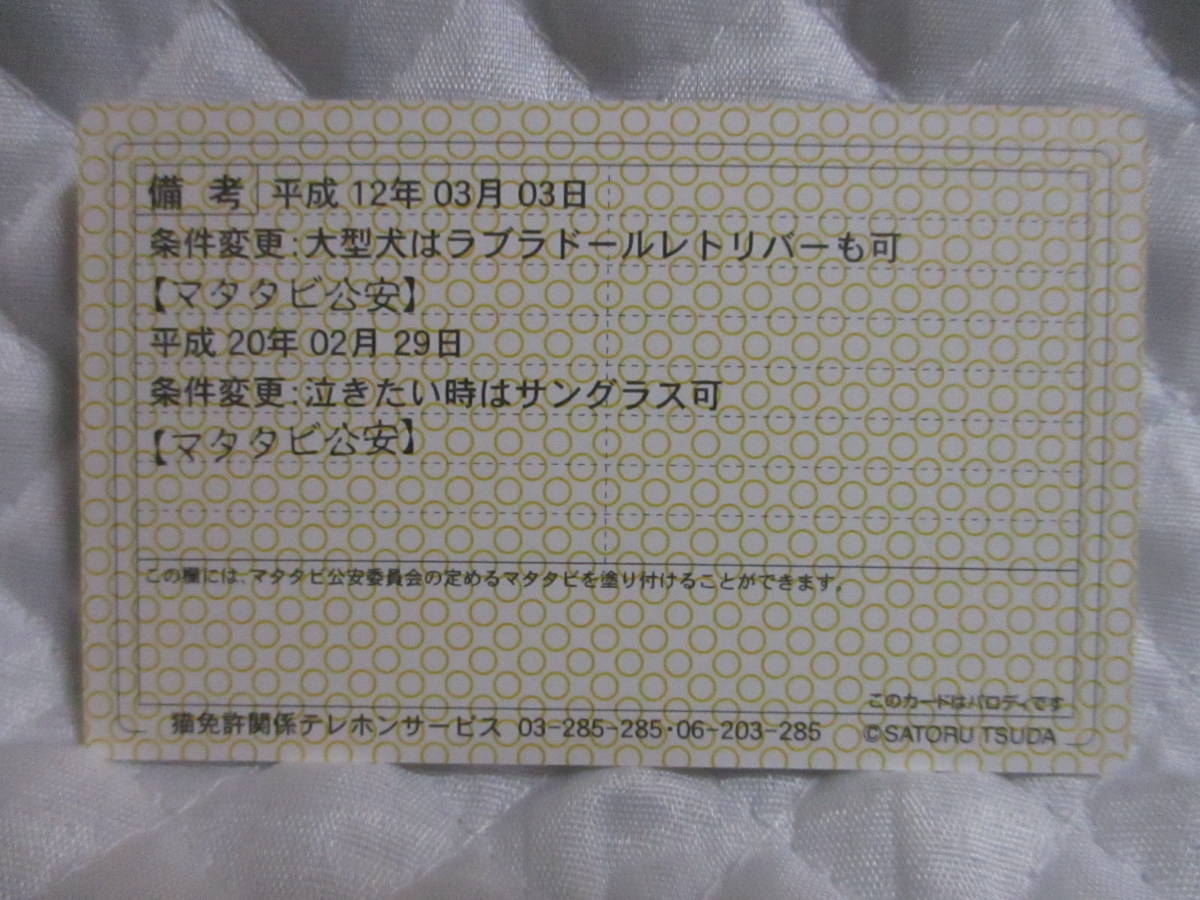 備考 平成 12年 03月 03日
条件変更:大型犬はラブラドールレトリバーも可
【マタタビ公安】
平成 20年 02月 29日
条件変更:泣きたい時はサングラス可
【マタタビ公安】
この欄には、マタタビ公安委員会の定めるマタタビを塗り付けることができます。
このカードはパロディです
猫免許関係テレホンサービス 03-285-285・06-203-285 ©SATORU TSUDA